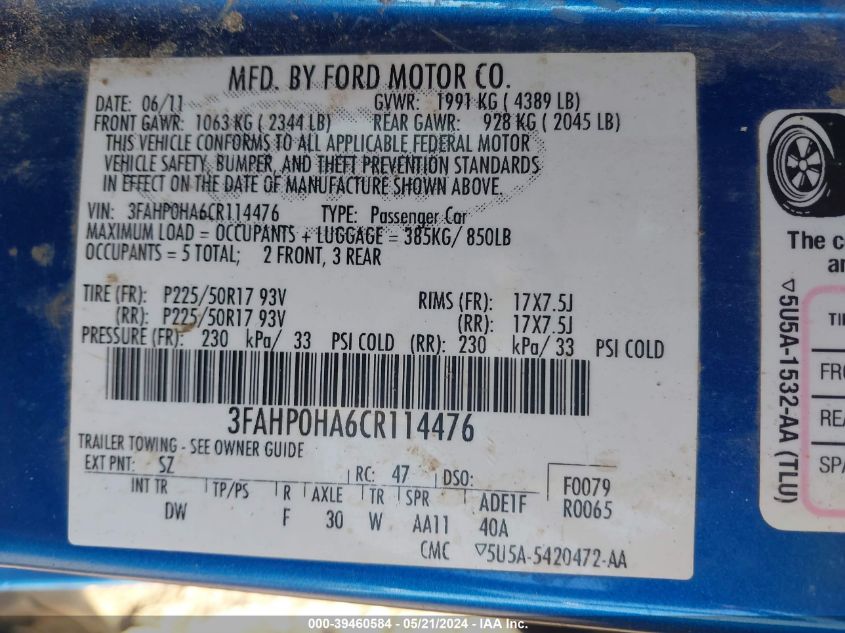 MFD. BY FORD MOTOR CO.
DATE: 06/11 GVWR: 1991 KG ( 4389 LB)
FRONT GAWR: 1063 KG ( 2344 LB) REAR GAWR: 928 KG ( 2045 LB)
THIS VEHICLE CONFORMS TO ALL APPLICABLE FEDERAL MOTOR
VEHICLE SAFETY, BUMPER, AND THEFT PREVENTION STANDARDS
IN EFFECT ON THE DATE OF MANUFACTURE SHOWN ABOVE.
VIN: 3FAHP0HA6CR114476 TYPE: Passenger Car
MAXIMUM LOAD = OCCUPANTS + LUGGAGE = 385KG/ 850LB
OCCUPANTS = 5 TOTAL; 2 FRONT, 3 REAR
TIRE (FR): P225/50R17 93V RIMS (FR): 17X7.5J
(RR): P225/50R17 93V (RR): 17X7.5J
PRESSURE (FR): 230 kPa/ 33 PSI COLD (RR): 230 kPa/ 33 PSI COLD
3FAHP0HA6CR114476
TRAILER TOWING - SEE OWNER GUIDE
EXT PNT: SZ RC: 47 DSO: F0079
INT TR TP/PS R AXLE TR SPR ADE1F R0065
DW F 30 W AA11 40A
CMC ▽5U5A-5420472-AA
The c
an
▽5U5A-1532-AA (TLU)
TI
FRO
REA
SPA
000-39460584 / 05/21/2024 — IAA Inc.